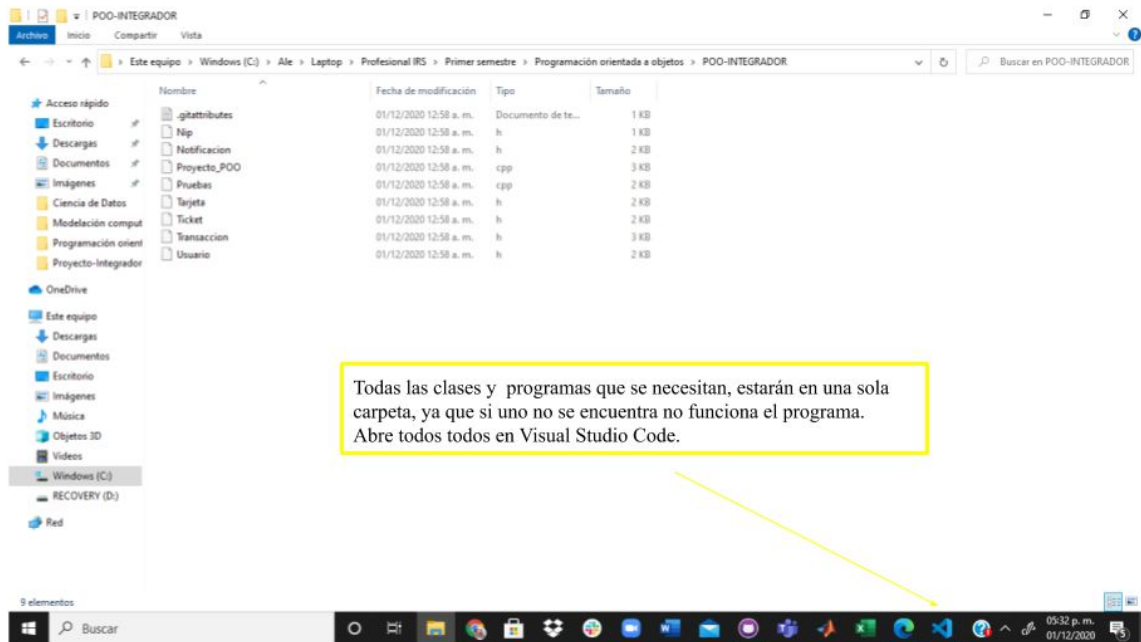 POO-INTEGRADOR
Archivo Inicio Compartir Vista
Este equipo > Windows (C:) > Ale > Laptop > Profesional IRS > Primer semestre > Programación orientada a objetos > POO-INTEGRADOR
Buscar en POO-INTEGRADOR
Nombre Fecha de modificación Tipo Tamaño
.gitattributes 01/12/2020 12:58 a. m. Documento de te... 1 KB
Nip 01/12/2020 12:58 a. m. h 1 KB
Notificacion 01/12/2020 12:58 a. m. h 2 KB
Proyecto_POO 01/12/2020 12:58 a. m. cpp 3 KB
Pruebas 01/12/2020 12:58 a. m. cpp 2 KB
Tarjeta 01/12/2020 12:58 a. m. h 2 KB
Ticket 01/12/2020 12:58 a. m. h 2 KB
Transaccion 01/12/2020 12:58 a. m. h 3 KB
Usuario 01/12/2020 12:58 a. m. h 2 KB
Acceso rápido
Escritorio
Descargas
Documentos
Imágenes
Ciencia de Datos
Modelación comput
Programación orient
Proyecto-Integrador
OneDrive
Este equipo
Descargas
Documentos
Escritorio
Imágenes
Música
Objetos 3D
Videos
Windows (C:)
RECOVERY (D:)
Red
Todas las clases y programas que se necesitan, estarán en una sola
carpeta, ya que si uno no se encuentra no funciona el programa.
Abre todos todos en Visual Studio Code.
9 elementos
Buscar
05:32 p. m.
01/12/2020